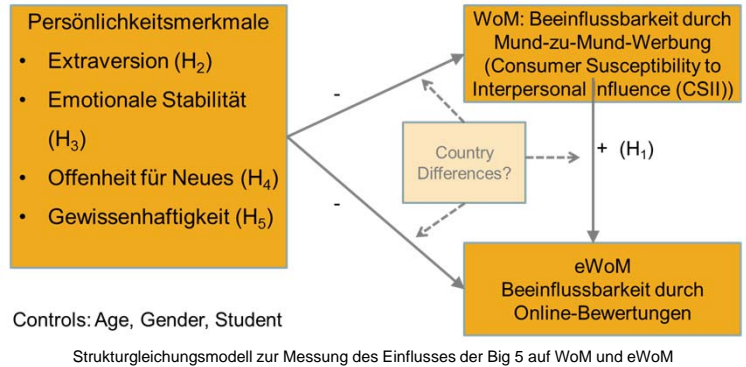 Persönlichkeitsmerkmale
• Extraversion (H2)
• Emotionale Stabilität
(H3)
• Offenheit für Neues (H4)
• Gewissenhaftigkeit (H5)
WoM: Beeinflussbarkeit durch
Mund-zu-Mund-Werbung
(Consumer Susceptibility to
Interpersonal Influence (CSII))
-
Country
Differences?
+ (H1)
-
eWoM
Beeinflussbarkeit durch
Online-Bewertungen
Controls: Age, Gender, Student
Strukturgleichungsmodell zur Messung des Einflusses der Big 5 auf WoM und eWoM